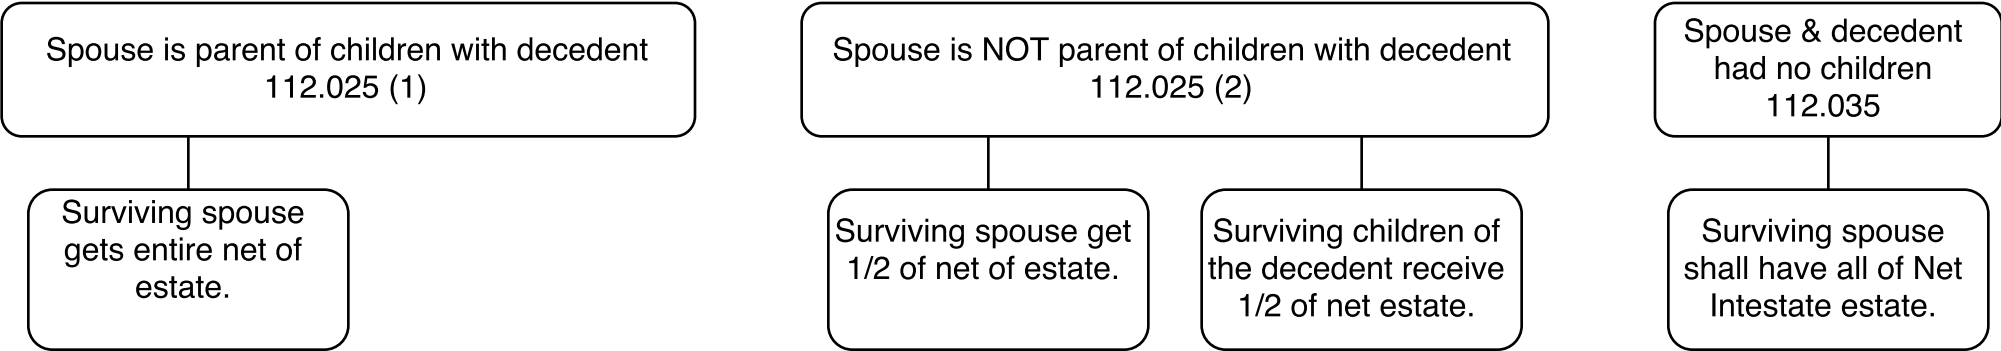 Spouse is parent of children with decedent
112.025 (1)
Surviving spouse
gets entire net of
estate.
Spouse is NOT parent of children with decedent
112.025 (2)
Surviving spouse get
1/2 of net of estate.
Surviving children of
the decedent receive
1/2 of net estate.
Spouse & decedent
had no children
112.035
Surviving spouse
shall have all of Net
Intestate estate.